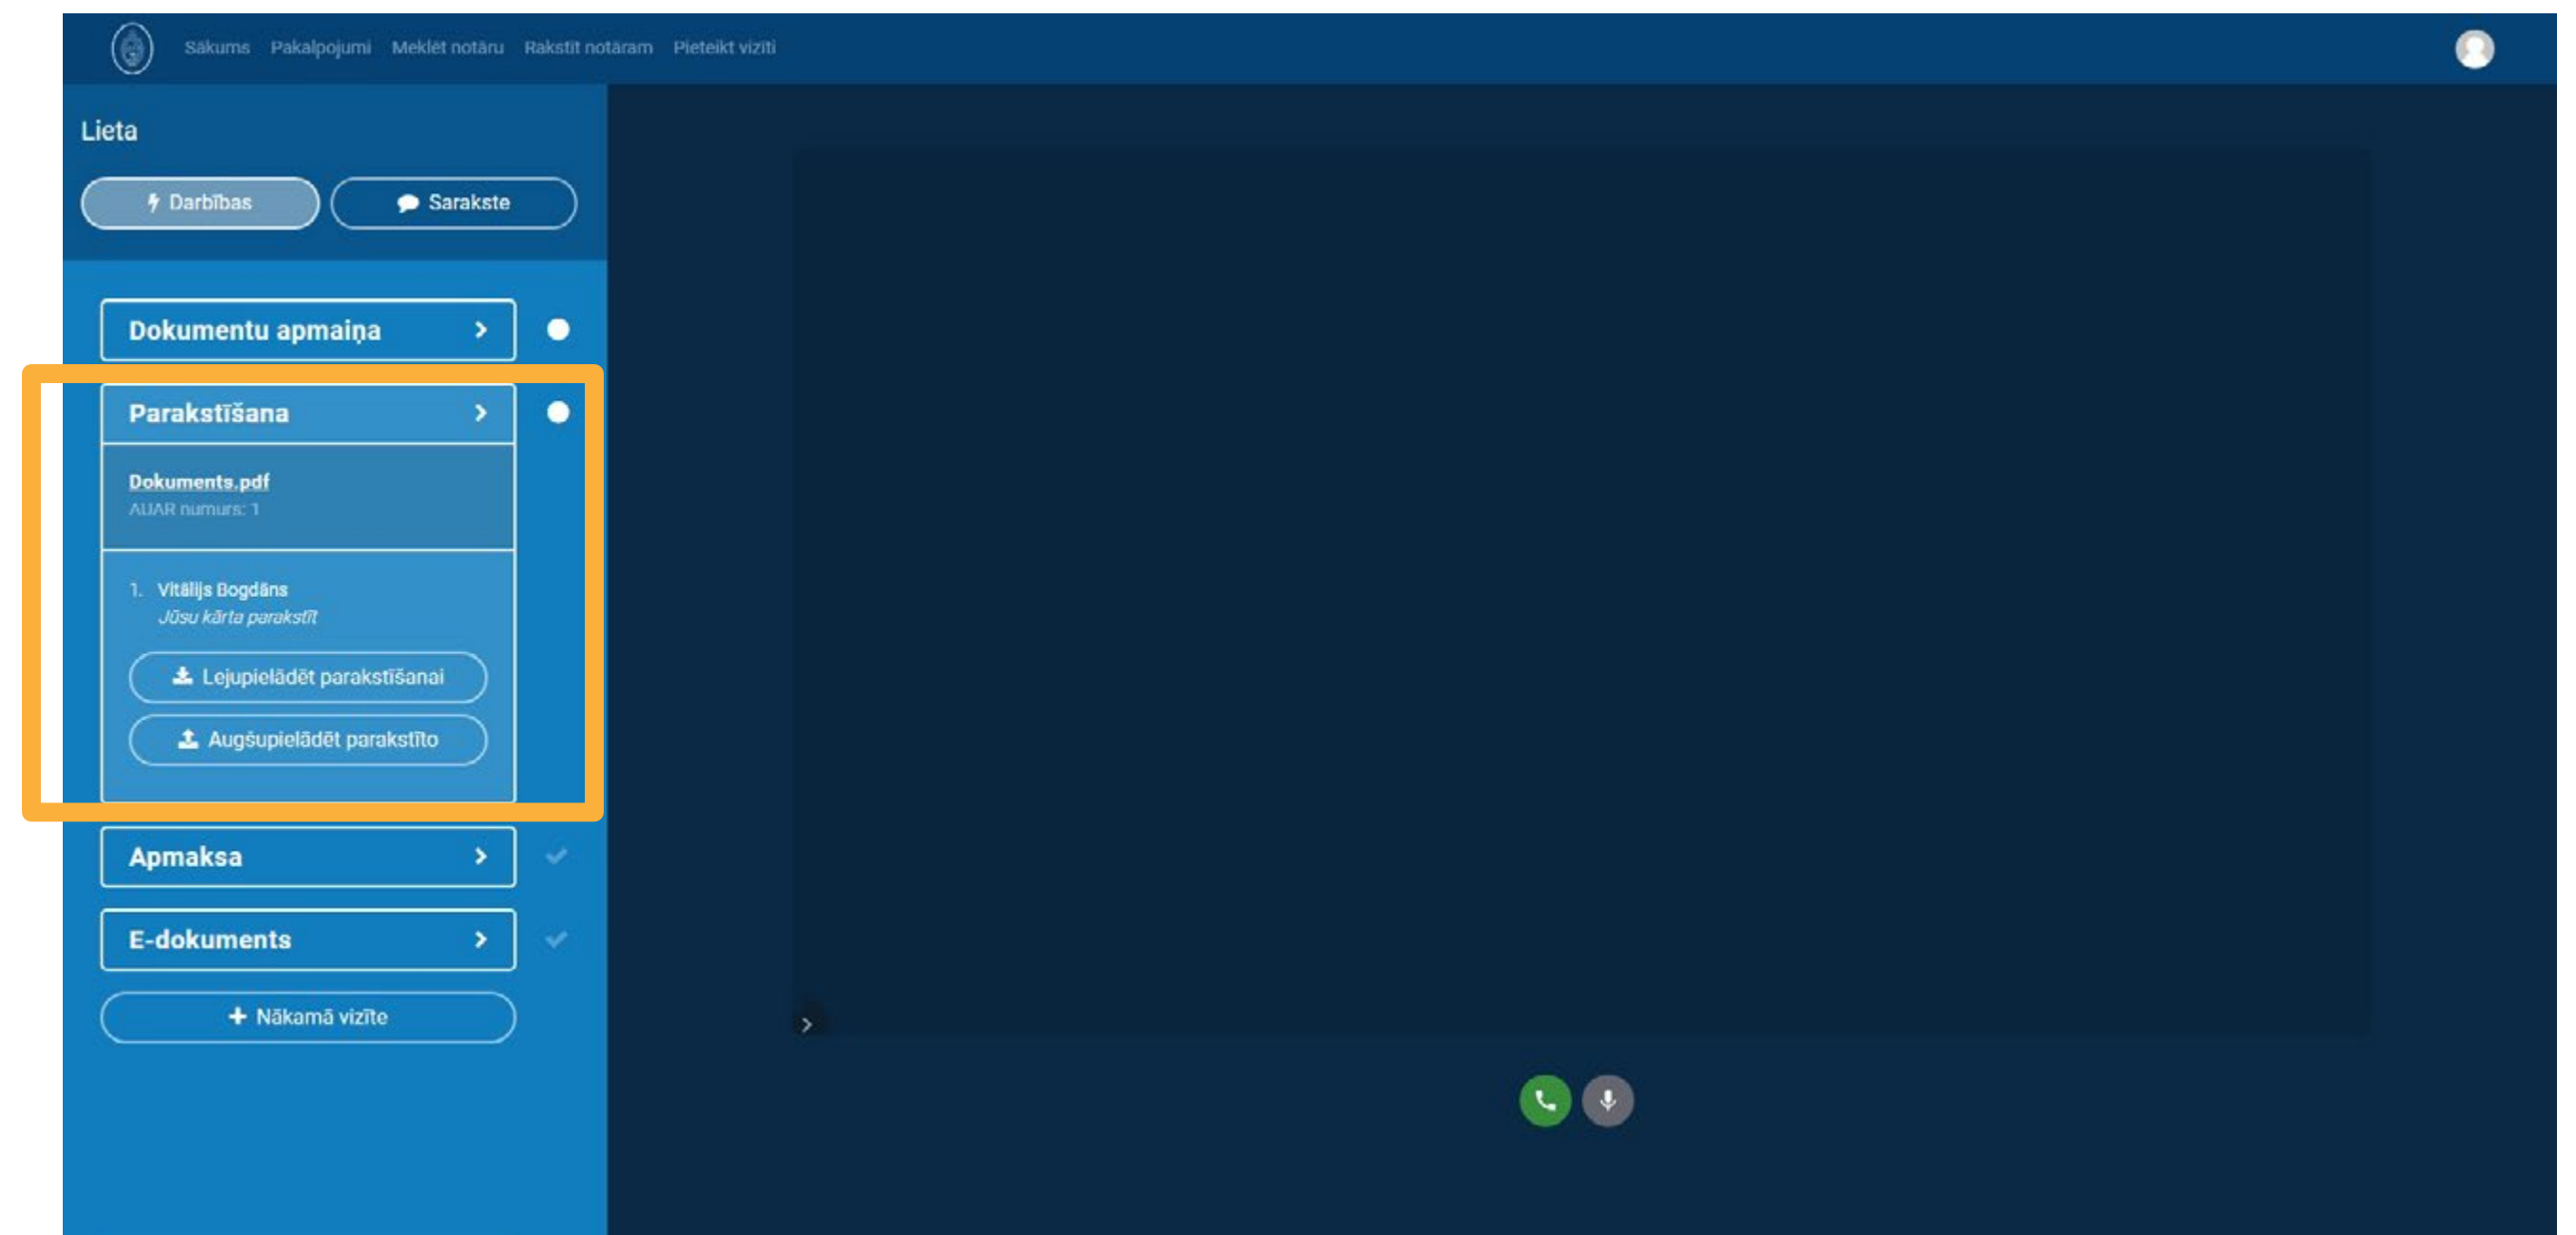 Sākums Pakalpojumi Meklēt notāru Rakstīt notāram Pieteikt vizīti
Lieta
Darbības
Sarakste
Dokumentu apmaiņa
Parakstīšana
Dokuments.pdf
AUAR numurs: 1
1. Vitālijs Bogdāns
Jūsu kārta parakstīt
Lejupielādēt parakstīšanai
Augšupielādēt parakstīto
Apmaksa
E-dokuments
+ Nākamā vizīte